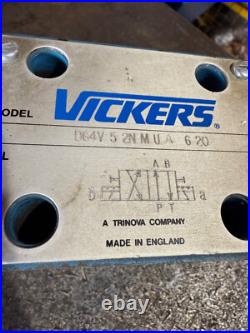 MODEL
VICKERS®
DG4V 5 2N M U A 6 20
A B
b a
P T
A TRINOVA COMPANY
MADE IN ENGLAND